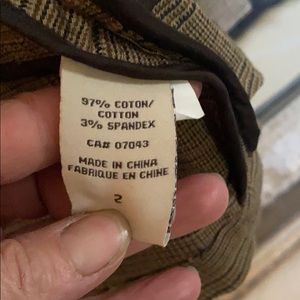 97% COTON/
COTTON
3% SPANDEX
CA# 07043
MADE IN CHINA
FABRIQUE EN CHINE
2